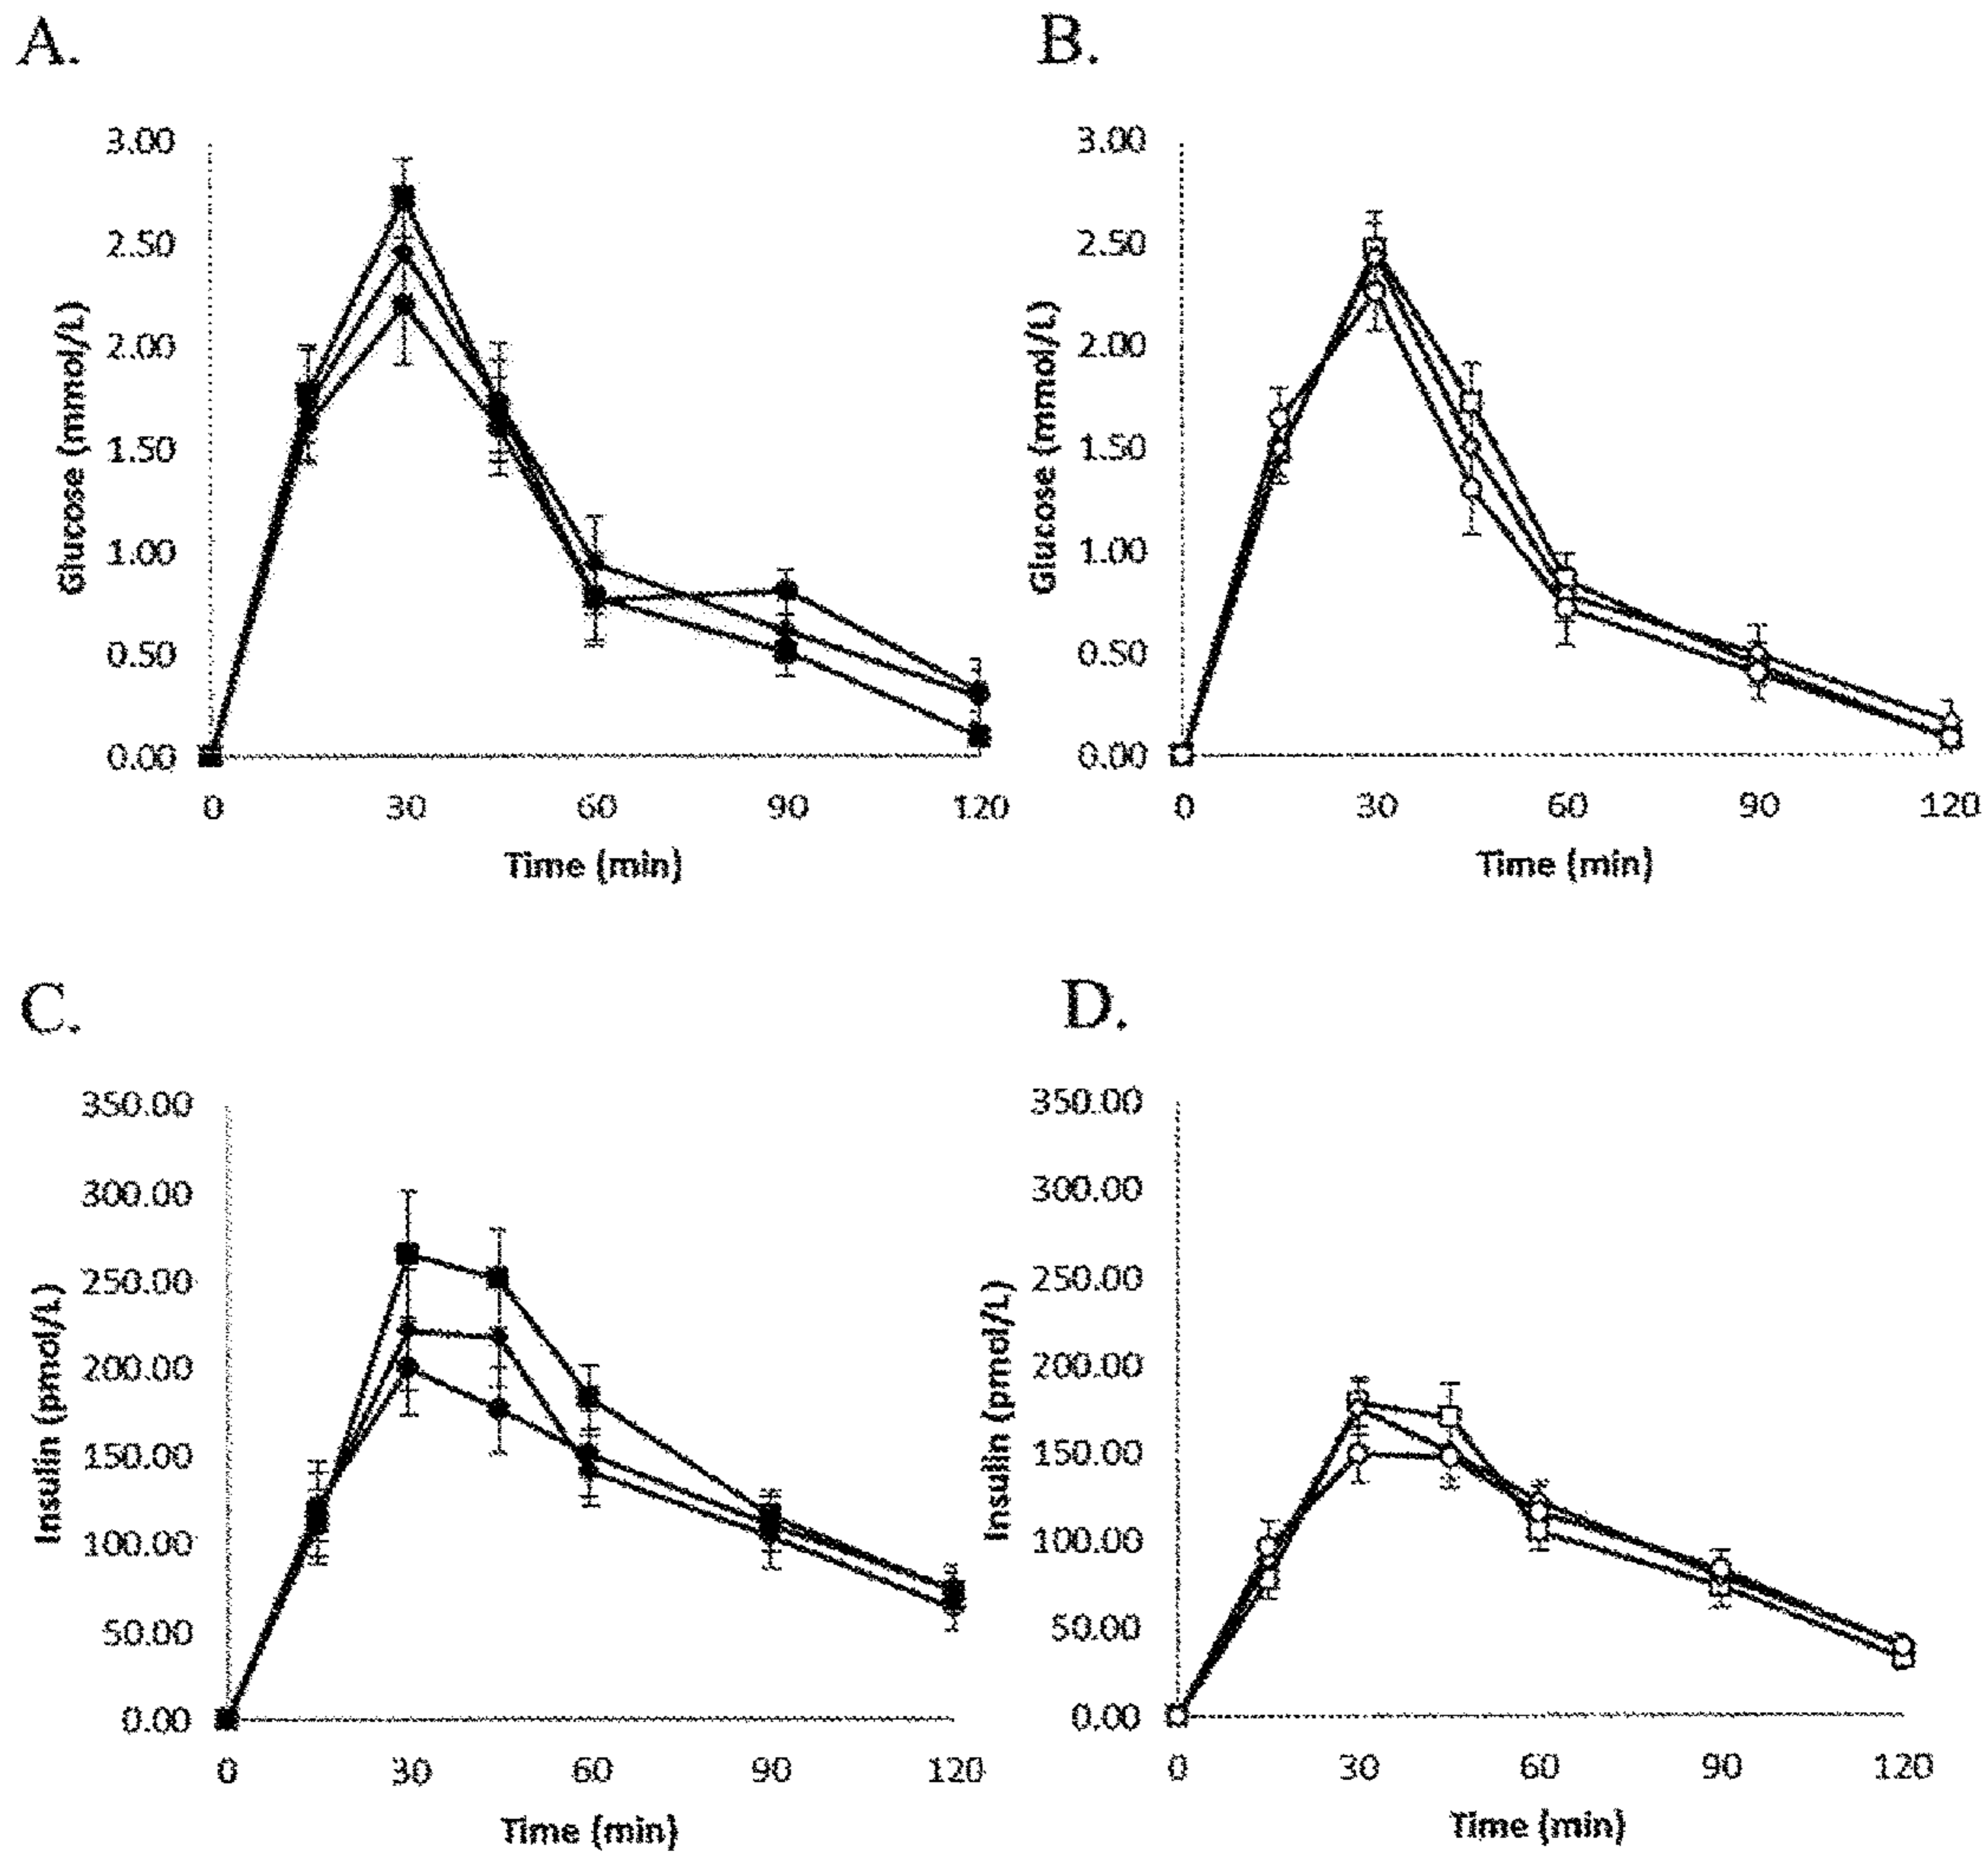 A.
3.00
2.50
2.00
1.50
1.00
0.50
0.00
Glucose (mmol/L)
0 30 60 90 120
Time (min)
B.
3.00
2.50
2.00
1.50
1.00
0.50
0.00
Glucose (mmol/L)
0 30 60 90 120
Time (min)
C.
350.00
300.00
250.00
200.00
150.00
100.00
50.00
0.00
Insulin (pmol/L)
0 30 60 90 120
Time (min)
D.
350.00
300.00
250.00
200.00
150.00
100.00
50.00
0.00
Insulin (pmol/L)
0 30 60 90 120
Time (min)